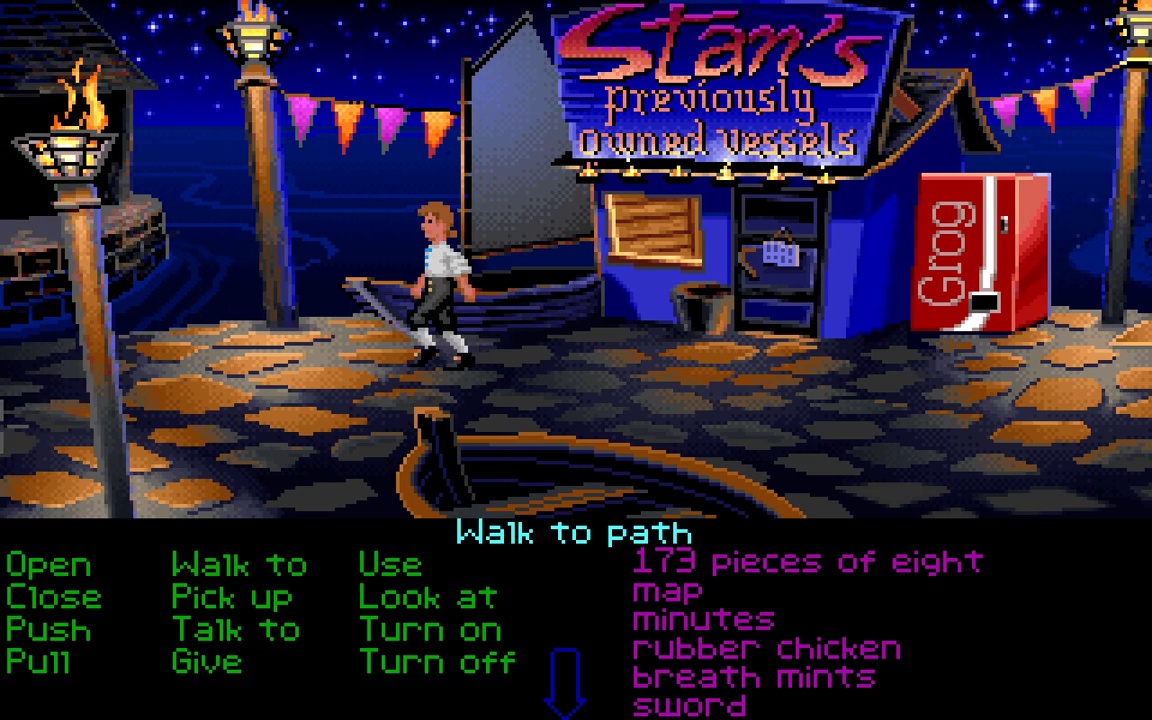 Stan's
previously
owned vessels
Grog
Walk to path
Open Walk to Use
Close Pick up Look at
Push Talk to Turn on
Pull Give Turn off
173 pieces of eight
map
minutes
rubber chicken
breath mints
sword